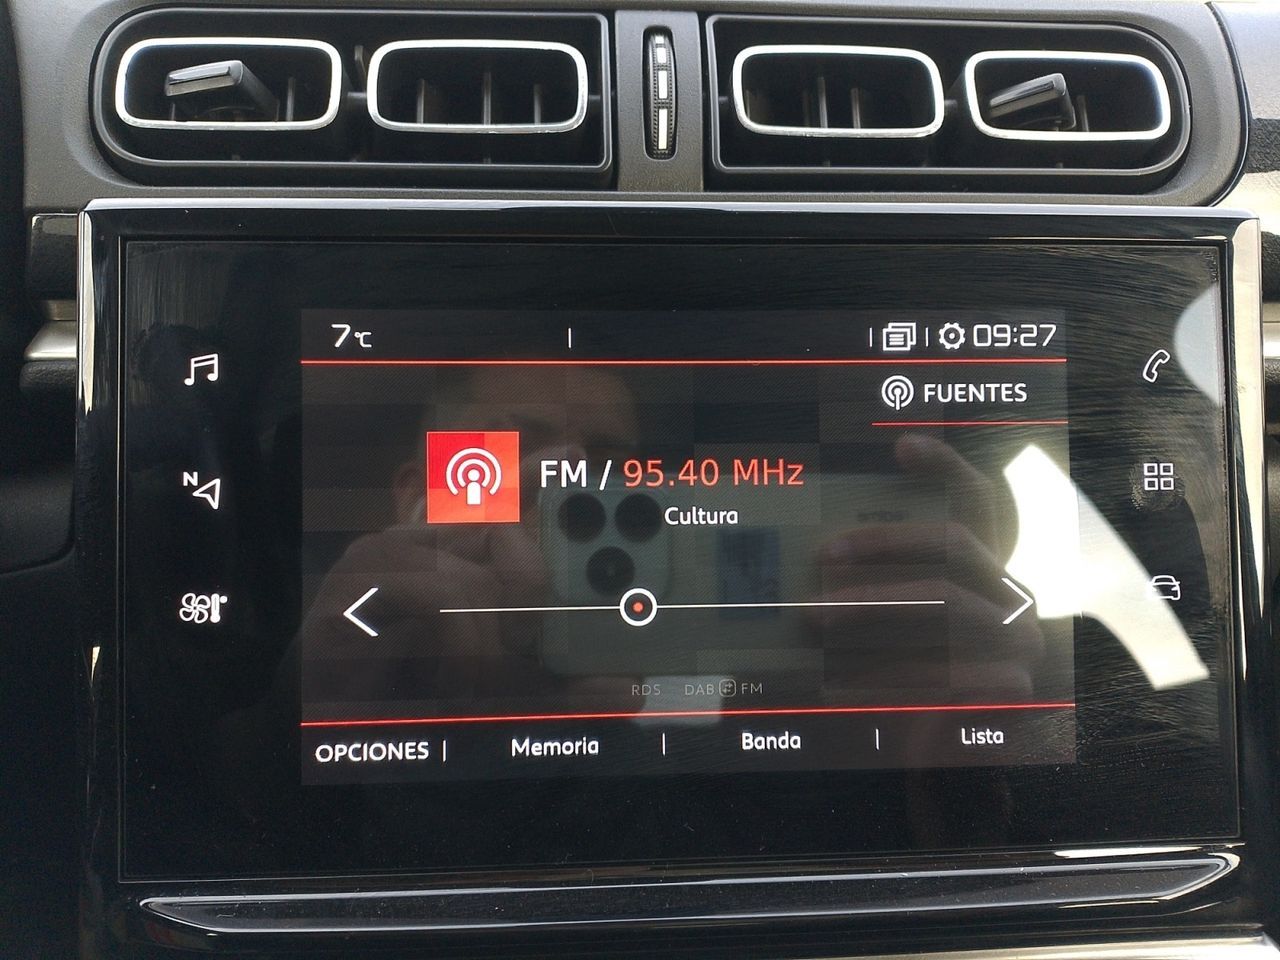 7°C | | | 09:27
FUENTES
N
FM / 95.40 MHz
Cultura
RDS DAB FM
OPCIONES | Memoria | Banda | Lista